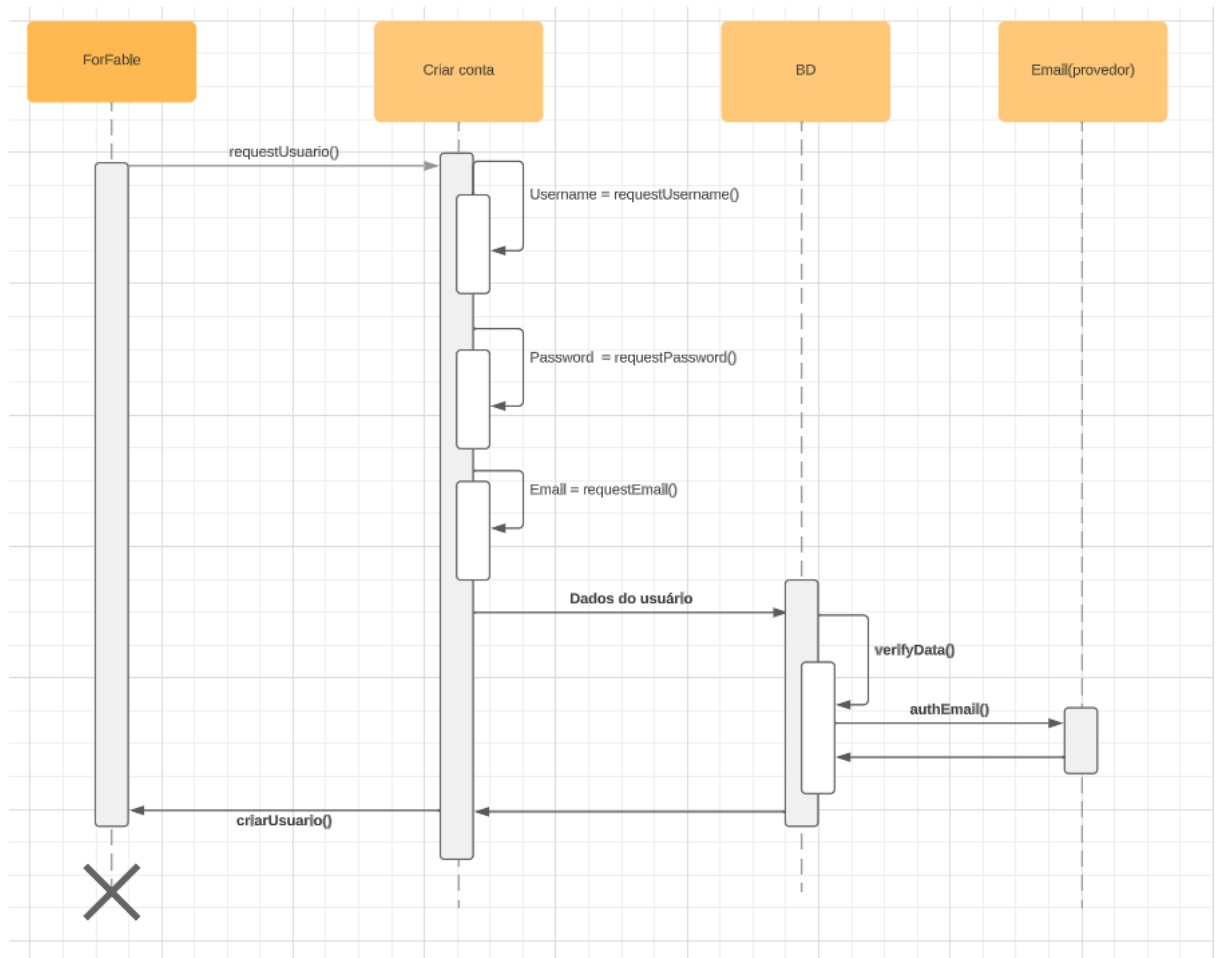 ForFable
Criar conta
BD
Email(provedor)
requestUsuario()
Username = requestUsername()
Password  = requestPassword()
Email = requestEmail()
Dados do usuário
verifyData()
authEmail()
criarUsuario()